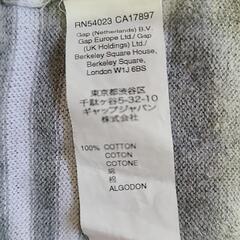 RN54023 CA17897
Gap (Netherlands) B.V
Gap Europe Ltd./ Gap
(UK Holdings) Ltd./
Berkeley Square House,
Berkeley Square,
London W1J 6BS
東京都渋谷区
千駄ヶ谷5-32-10
ギャップジャパン
株式会社
100% COTTON
COTON
COTONE
綿
棉
ALGODON